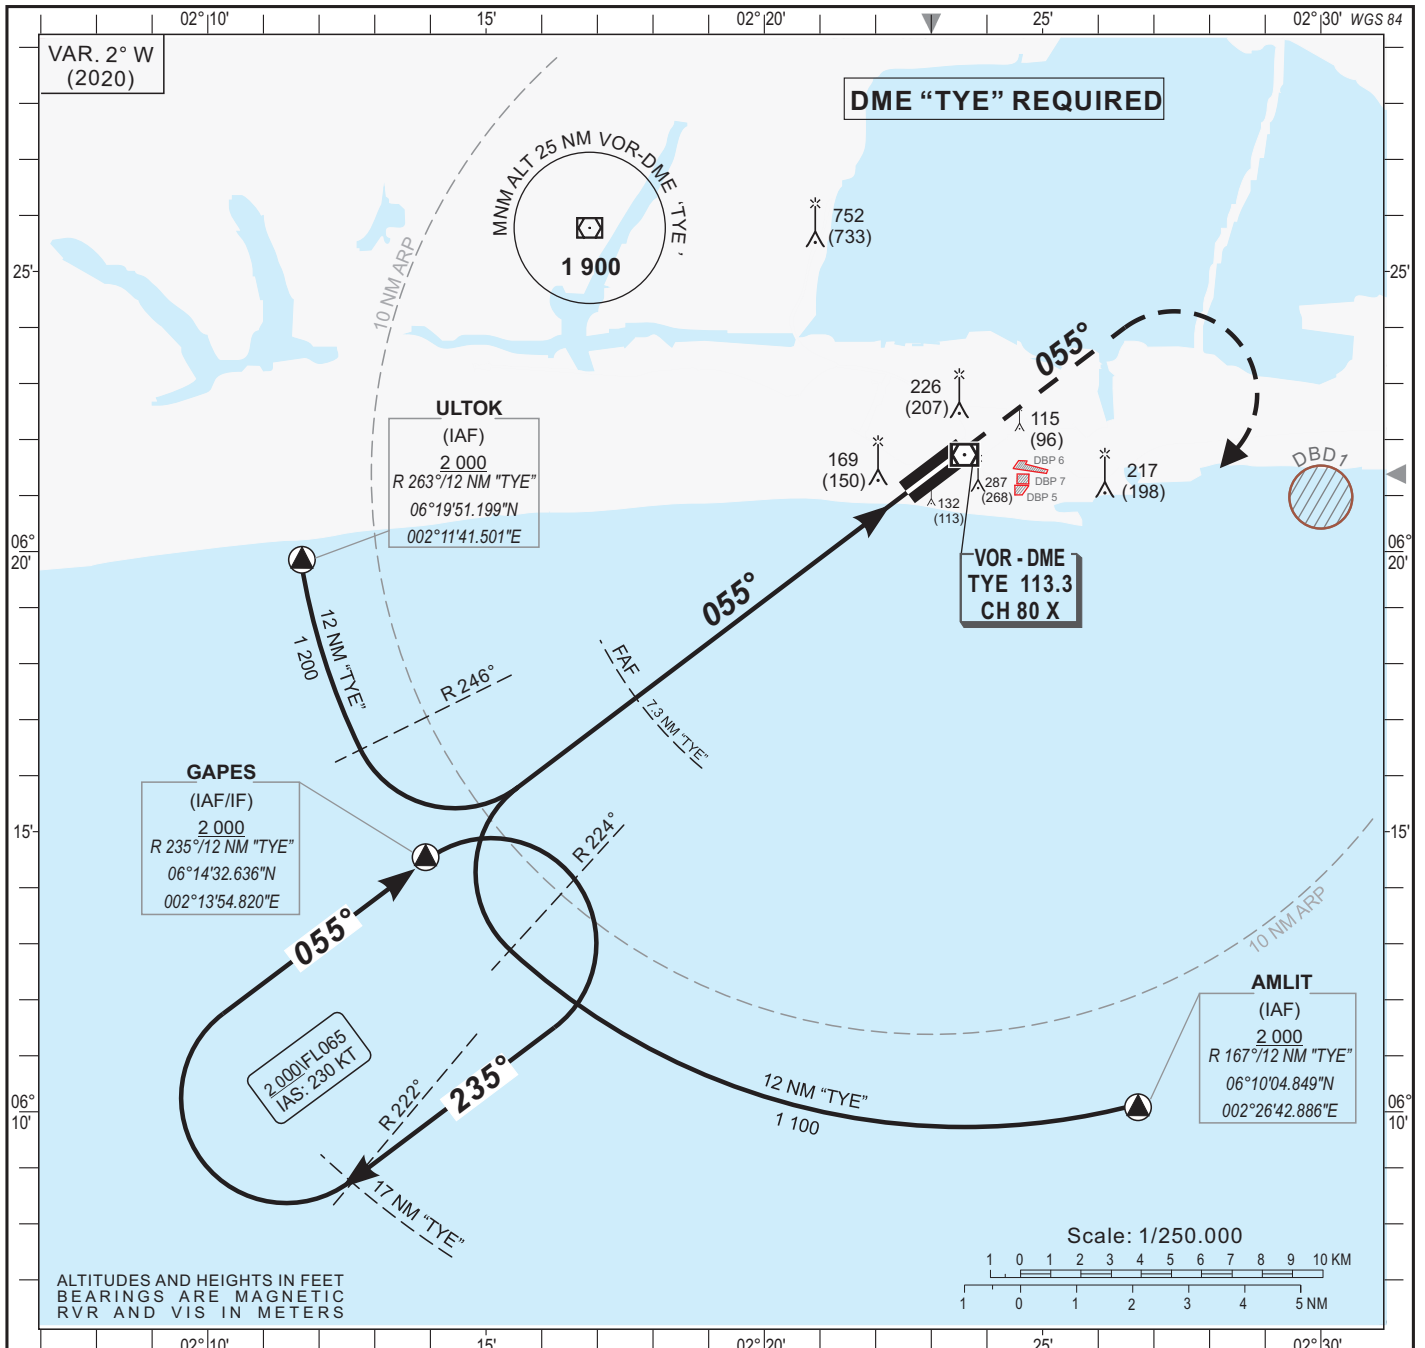 02°10'
15'
02°20'
25'
02°30'
WGS 84
VAR. 2° W
(2020)
DME “TYE” REQUIRED
MNM ALT 25 NM VOR-DME ‘TYE’
1 900
10 NM ARP
752
(733)
25'
25'
055°
226
(207)
115
(96)
169
(150)
217
(198)
287
(268)
132
(113)
DBP 6
DBP 7
DBP 5
DBD1
ULTOK
(IAF)
2 000
R 263°/12 NM "TYE"
06°19'51.199"N
002°11'41.501"E
06°
20'
06°
20'
VOR - DME
TYE 113.3
CH 80 X
055°
12 NM “TYE”
1 200
R 246°
FAF
7.3 NM “TYE”
GAPES
(IAF/IF)
2 000
R 235°/12 NM "TYE"
06°14'32.636"N
002°13'54.820"E
15'
15'
R 224°
055°
10 NM ARP
AMLIT
(IAF)
2 000
R 167°/12 NM "TYE"
06°10'04.849"N
002°26'42.886"E
2 000\FL065
IAS: 230 KT
235°
R 222°
12 NM “TYE”
1 100
06°
10'
06°
10'
17 NM “TYE”
Scale: 1/250.000
1 0 1 2 3 4 5 6 7 8 9 10 KM
1 0 1 2 3 4 5 NM
ALTITUDES AND HEIGHTS IN FEET
BEARINGS ARE MAGNETIC
RVR AND VIS IN METERS
02°10'
15'
02°20'
25'
02°30'